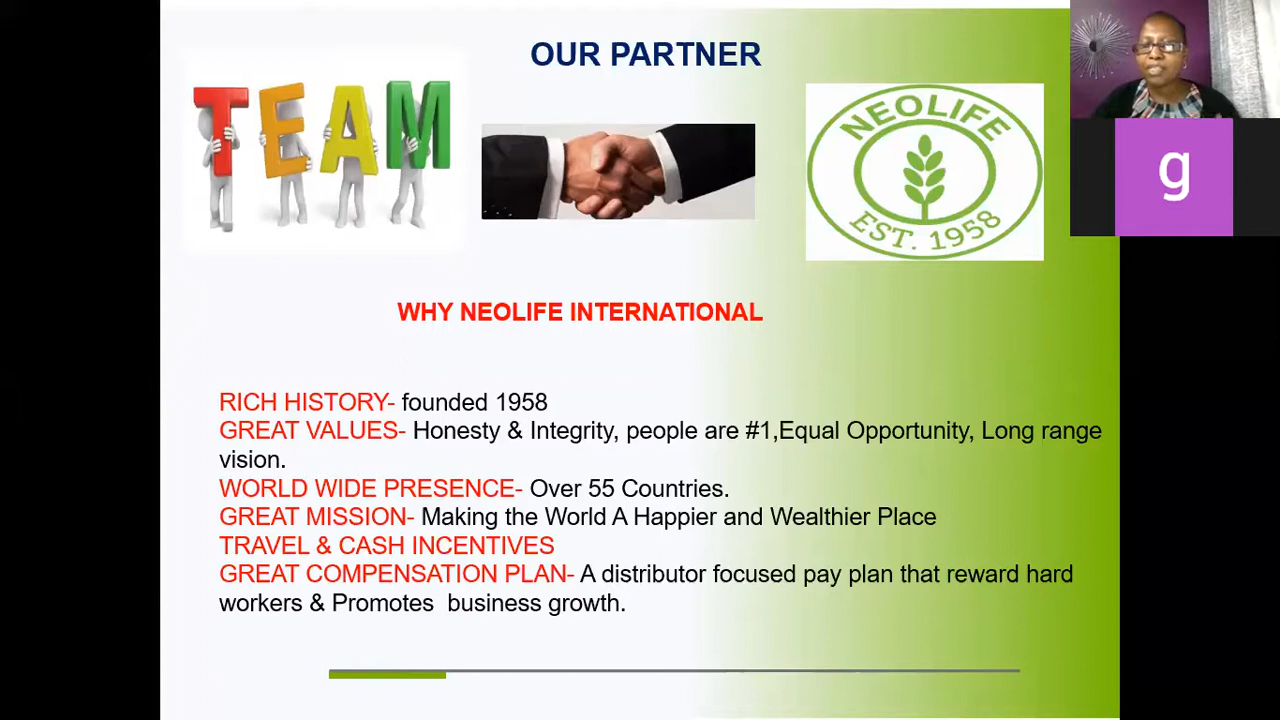 OUR PARTNER
TEAM
NEOLIFE
EST. 1958
g
WHY NEOLIFE INTERNATIONAL
RICH HISTORY- founded 1958
GREAT VALUES- Honesty & Integrity, people are #1,Equal Opportunity, Long range
vision.
WORLD WIDE PRESENCE- Over 55 Countries.
GREAT MISSION- Making the World A Happier and Wealthier Place
TRAVEL & CASH INCENTIVES
GREAT COMPENSATION PLAN- A distributor focused pay plan that reward hard
workers & Promotes  business growth.